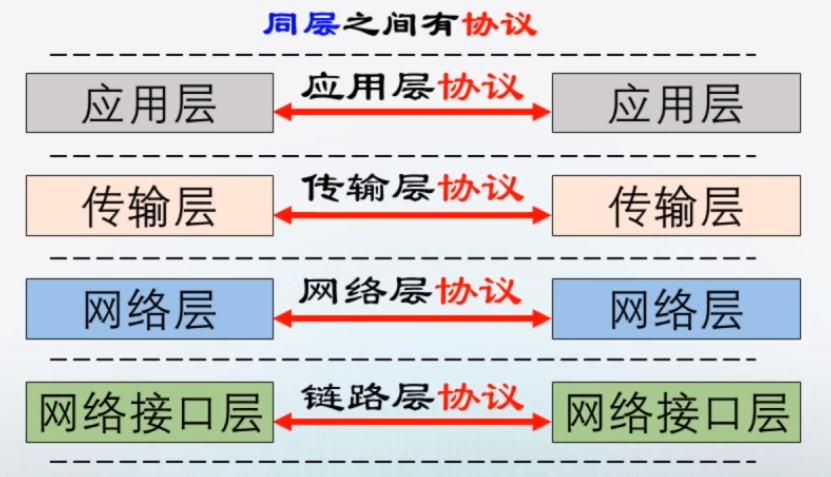 同层之间有协议
应用层 应用层协议 应用层
传输层 传输层协议 传输层
网络层 网络层协议 网络层
网络接口层 链路层协议 网络接口层